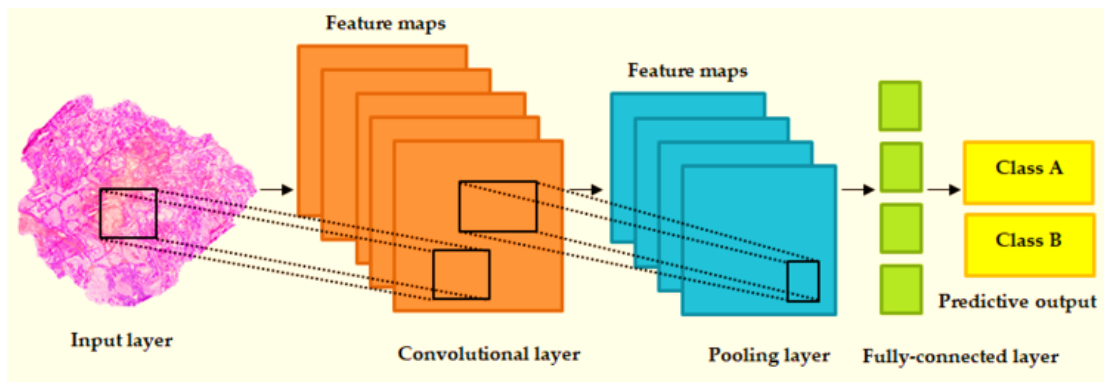 Feature maps
Feature maps
Class A
Class B
Predictive output
Input layer
Convolutional layer
Pooling layer
Fully-connected layer